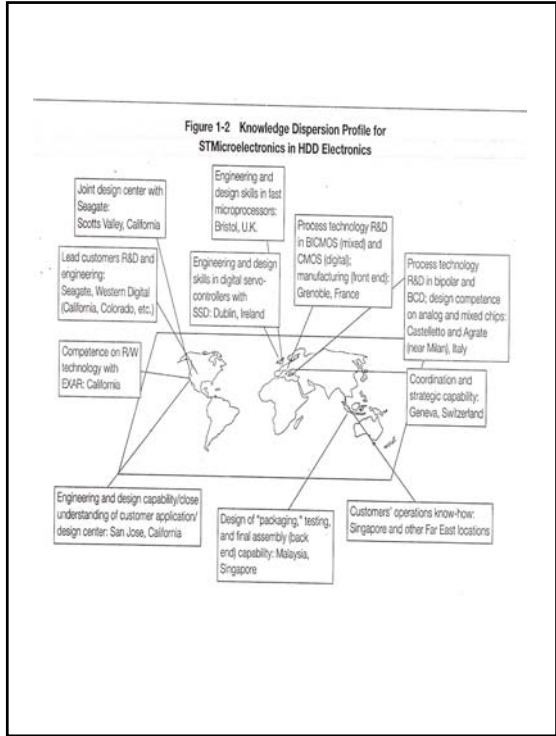 Figure 1-2 Knowledge Dispersion Profile for
STMicroelectronics in HDD Electronics
Joint design center with
Seagate:
Scotts Valley, California
Engineering and
design skills in fast
microprocessors:
Bristol, U.K.
Lead customers R&D and
engineering:
Seagate, Western Digital
(California, Colorado, etc.)
Engineering and design
skills in digital servo-
controllers with
SSD: Dublin, Ireland
Process technology R&D
in BICMOS (mixed) and
CMOS (digital);
manufacturing (front end):
Grenoble, France
Process technology
R&D in bipolar and
BCD; design competence
on analog and mixed chips:
Castelletto and Agrate
(near Milan), Italy
Competence on R/W
technology with
EXAR: California
Coordination and
strategic capability:
Geneva, Switzerland
Engineering and design capability/close
understanding of customer application/
design center: San Jose, California
Design of "packaging," testing,
and final assembly (back
end) capability: Malaysia,
Singapore
Customers' operations know-how:
Singapore and other Far East locations